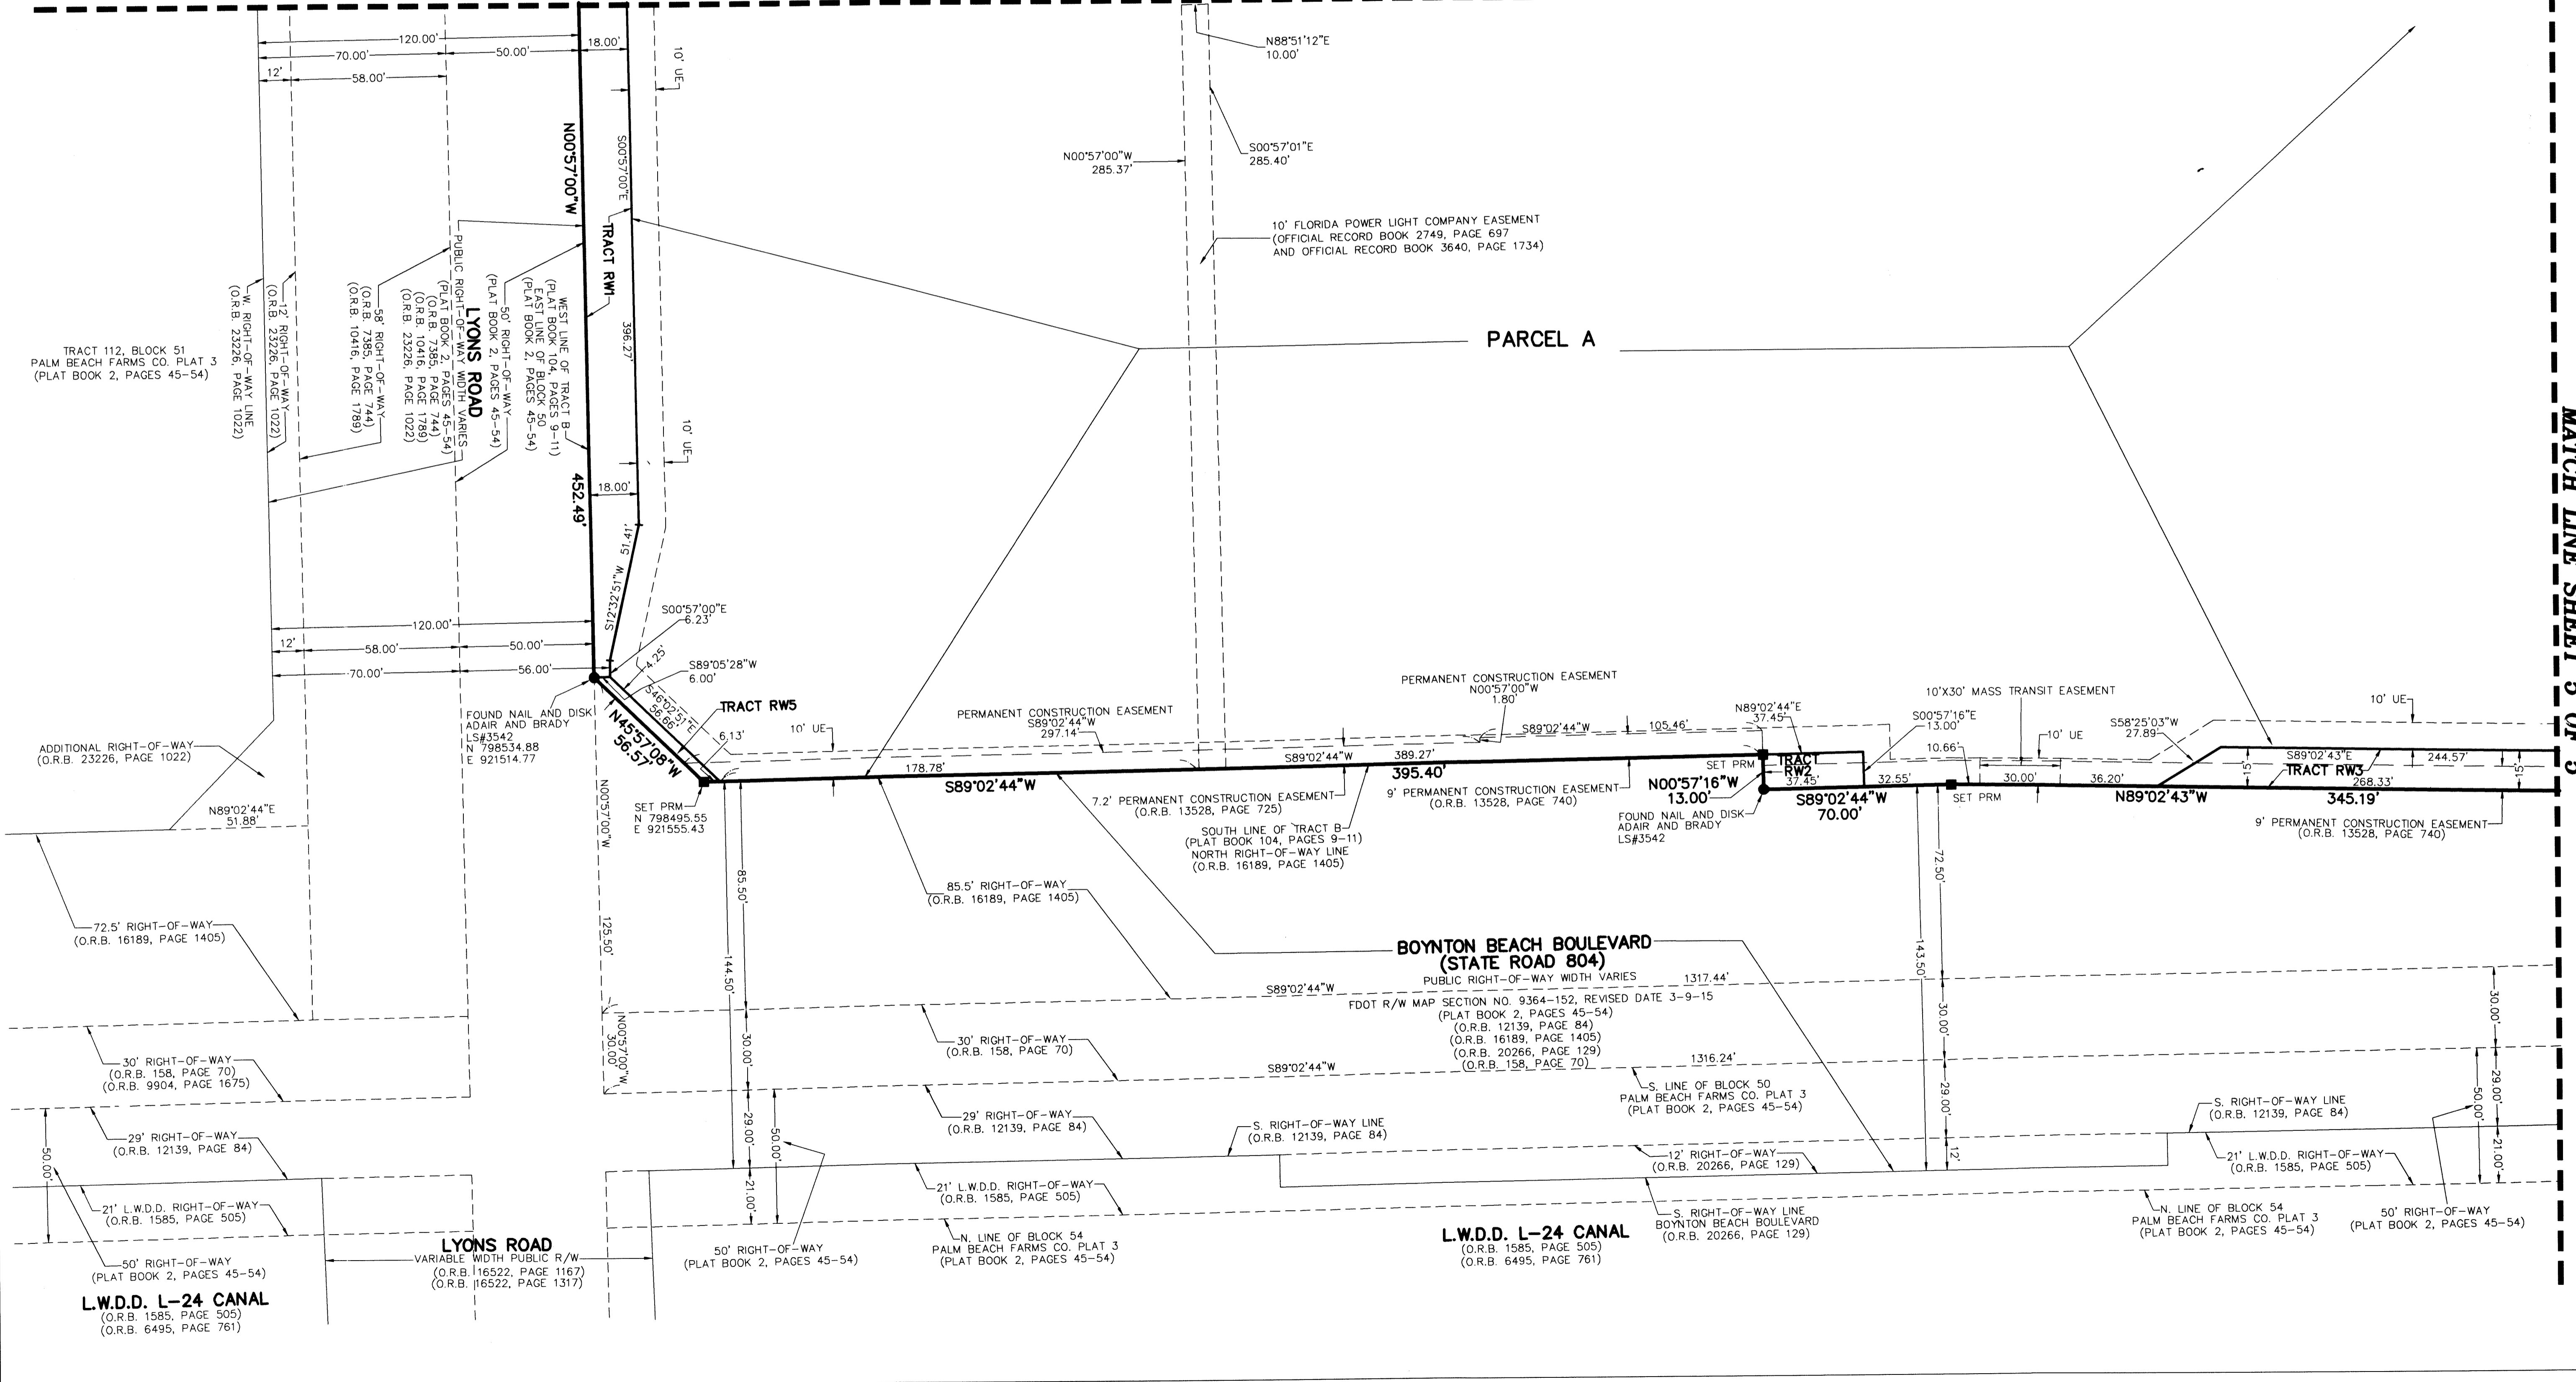 120.00'
70.00'
50.00'
18.00'
12'
58.00'
10' UE
N00°57'00"W
S00°57'00"E
TRACT RW1
396.27'
452.49'
18.00'
10' UE
N88°51'12"E
10.00'
N00°57'00"W
285.37'
S00°57'01"E
285.40'
10' FLORIDA POWER LIGHT COMPANY EASEMENT
(OFFICIAL RECORD BOOK 2749, PAGE 697
AND OFFICIAL RECORD BOOK 3640, PAGE 1734)
PARCEL A
MATCH LINE SHEET 5 OF 5
TRACT 112, BLOCK 51
PALM BEACH FARMS CO. PLAT 3
(PLAT BOOK 2, PAGES 45-54)
W. RIGHT-OF-WAY LINE
(O.R.B. 23226, PAGE 1022)
12' RIGHT-OF-WAY
(O.R.B. 23226, PAGE 1022)
58' RIGHT-OF-WAY
(O.R.B. 7385, PAGE 744)
(O.R.B. 10416, PAGE 1789)
LYONS ROAD
PUBLIC RIGHT-OF-WAY WIDTH VARIES
(PLAT BOOK 2, PAGES 45-54)
(O.R.B. 7385, PAGE 744)
(O.R.B. 10416, PAGE 1789)
(O.R.B. 23226, PAGE 1022)
50' RIGHT-OF-WAY
(PLAT BOOK 2, PAGES 45-54)
WEST LINE OF TRACT B
(PLAT BOOK 104, PAGES 9-11)
EAST LINE OF BLOCK 50
(PLAT BOOK 2, PAGES 45-54)
S12°32'51"W 51.41'
120.00'
12'
58.00'
50.00'
70.00'
56.00'
S00°57'00"E
6.23'
4.25'
S89°05'28"W
6.00'
S46°02'51"E
56.66'
TRACT RW5
6.13'
N45°57'08"W
56.57'
FOUND NAIL AND DISK
ADAIR AND BRADY
LS#3542
N 798534.88
E 921514.77
SET PRM
N 798495.55
E 921555.43
ADDITIONAL RIGHT-OF-WAY
(O.R.B. 23226, PAGE 1022)
N89°02'44"E
51.88'
N00°57'00"W
125.50'
N00°57'00"W
30.00'
10' UE
PERMANENT CONSTRUCTION EASEMENT
S89°02'44"W
297.14'
PERMANENT CONSTRUCTION EASEMENT
N00°57'00"W
1.80'
S89°02'44"W
105.46'
S89°02'44"W
389.27'
178.78'
S89°02'44"W
395.40'
7.2' PERMANENT CONSTRUCTION EASEMENT
(O.R.B. 13528, PAGE 725)
SOUTH LINE OF TRACT B
(PLAT BOOK 104, PAGES 9-11)
NORTH RIGHT-OF-WAY LINE
(O.R.B. 16189, PAGE 1405)
9' PERMANENT CONSTRUCTION EASEMENT
(O.R.B. 13528, PAGE 740)
SET PRM
N89°02'44"E
37.45'
TRACT
RW2
37.45'
N00°57'16"W
13.00'
FOUND NAIL AND DISK
ADAIR AND BRADY
LS#3542
S00°57'16"E
13.00'
32.55'
S89°02'44"W
70.00'
SET PRM
10.66'
10'X30' MASS TRANSIT EASEMENT
10' UE
30.00'
36.20'
N89°02'43"W
345.19'
S58°25'03"W
27.89'
10' UE
15'
S89°02'43"E
244.57'
TRACT RW3
268.33'
15'
9' PERMANENT CONSTRUCTION EASEMENT
(O.R.B. 13528, PAGE 740)
85.50'
144.50'
85.5' RIGHT-OF-WAY
(O.R.B. 16189, PAGE 1405)
72.50'
143.50'
BOYNTON BEACH BOULEVARD
(STATE ROAD 804)
PUBLIC RIGHT-OF-WAY WIDTH VARIES
S89°02'44"W
1317.44'
FDOT R/W MAP SECTION NO. 9364-152, REVISED DATE 3-9-15
(PLAT BOOK 2, PAGES 45-54)
(O.R.B. 12139, PAGE 84)
(O.R.B. 16189, PAGE 1405)
(O.R.B. 20266, PAGE 129)
(O.R.B. 158, PAGE 70)
S89°02'44"W
1316.24'
72.5' RIGHT-OF-WAY
(O.R.B. 16189, PAGE 1405)
30' RIGHT-OF-WAY
(O.R.B. 158, PAGE 70)
(O.R.B. 9904, PAGE 1675)
29' RIGHT-OF-WAY
(O.R.B. 12139, PAGE 84)
50.00'
21' L.W.D.D. RIGHT-OF-WAY
(O.R.B. 1585, PAGE 505)
50' RIGHT-OF-WAY
(PLAT BOOK 2, PAGES 45-54)
L.W.D.D. L-24 CANAL
(O.R.B. 1585, PAGE 505)
(O.R.B. 6495, PAGE 761)
LYONS ROAD
VARIABLE WIDTH PUBLIC R/W
(O.R.B. 16522, PAGE 1167)
(O.R.B. 16522, PAGE 1317)
30.00'
29.00'
50.00'
21.00'
50' RIGHT-OF-WAY
(PLAT BOOK 2, PAGES 45-54)
30' RIGHT-OF-WAY
(O.R.B. 158, PAGE 70)
29' RIGHT-OF-WAY
(O.R.B. 12139, PAGE 84)
S. RIGHT-OF-WAY LINE
(O.R.B. 12139, PAGE 84)
21' L.W.D.D. RIGHT-OF-WAY
(O.R.B. 1585, PAGE 505)
N. LINE OF BLOCK 54
PALM BEACH FARMS CO. PLAT 3
(PLAT BOOK 2, PAGES 45-54)
L.W.D.D. L-24 CANAL
(O.R.B. 1585, PAGE 505)
(O.R.B. 6495, PAGE 761)
S. LINE OF BLOCK 50
PALM BEACH FARMS CO. PLAT 3
(PLAT BOOK 2, PAGES 45-54)
12' RIGHT-OF-WAY
(O.R.B. 20266, PAGE 129)
S. RIGHT-OF-WAY LINE
BOYNTON BEACH BOULEVARD
(O.R.B. 20266, PAGE 129)
30.00'
29.00'
12'
S. RIGHT-OF-WAY LINE
(O.R.B. 12139, PAGE 84)
21' L.W.D.D. RIGHT-OF-WAY
(O.R.B. 1585, PAGE 505)
N. LINE OF BLOCK 54
PALM BEACH FARMS CO. PLAT 3
(PLAT BOOK 2, PAGES 45-54)
50' RIGHT-OF-WAY
(PLAT BOOK 2, PAGES 45-54)
30.00'
29.00'
50.00'
21.00'